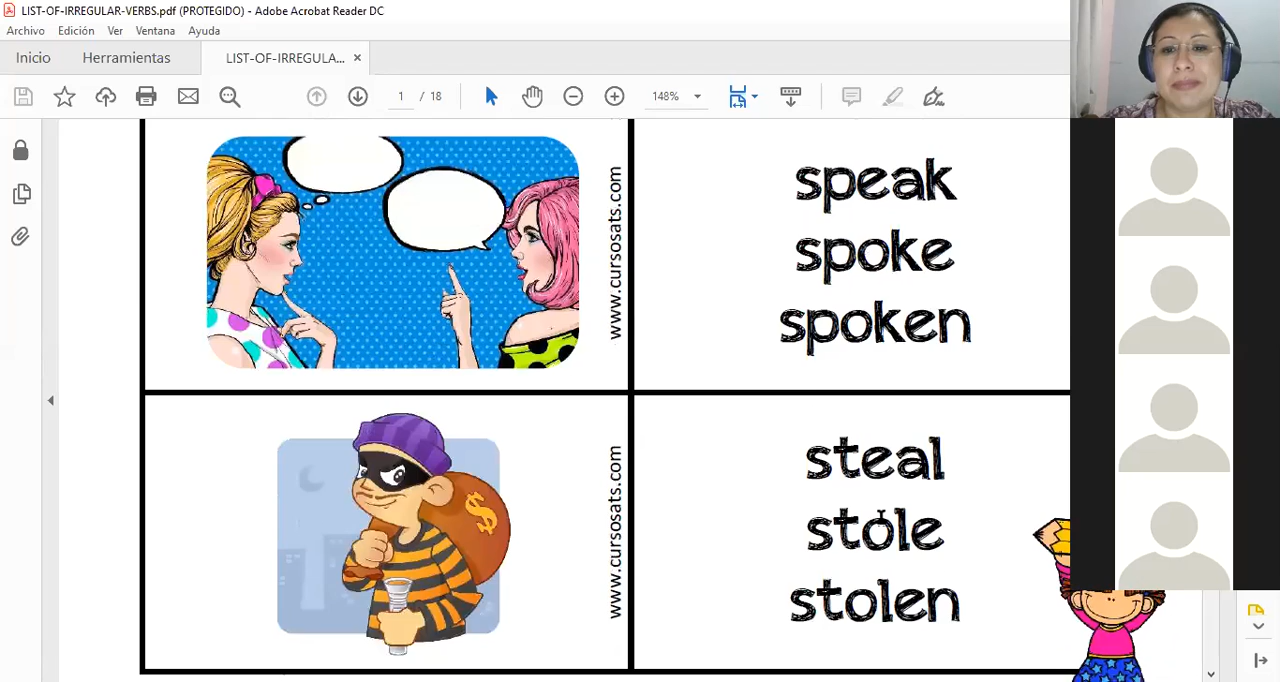 LIST-OF-IRREGULAR-VERBS.pdf (PROTEGIDO) - Adobe Acrobat Reader DC
Archivo Edición Ver Ventana Ayuda
Inicio Herramientas LIST-OF-IRREGULA... ×
1 / 18 148%
www.cursosats.com
speak
spoke
spoken
www.cursosats.com
$
steal
stole
stolen